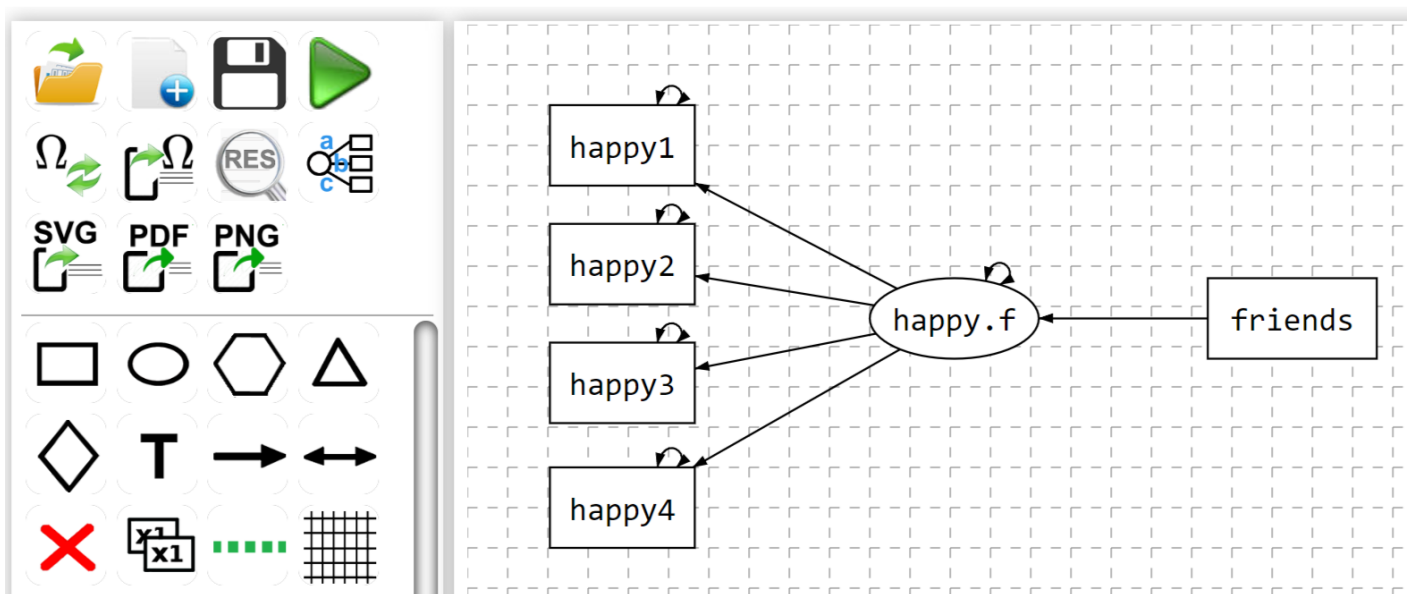 Ω
Ω
RES
a
b
c
SVG
PDF
PNG
T
x1
x1
happy1
happy2
happy3
happy4
happy.f
friends